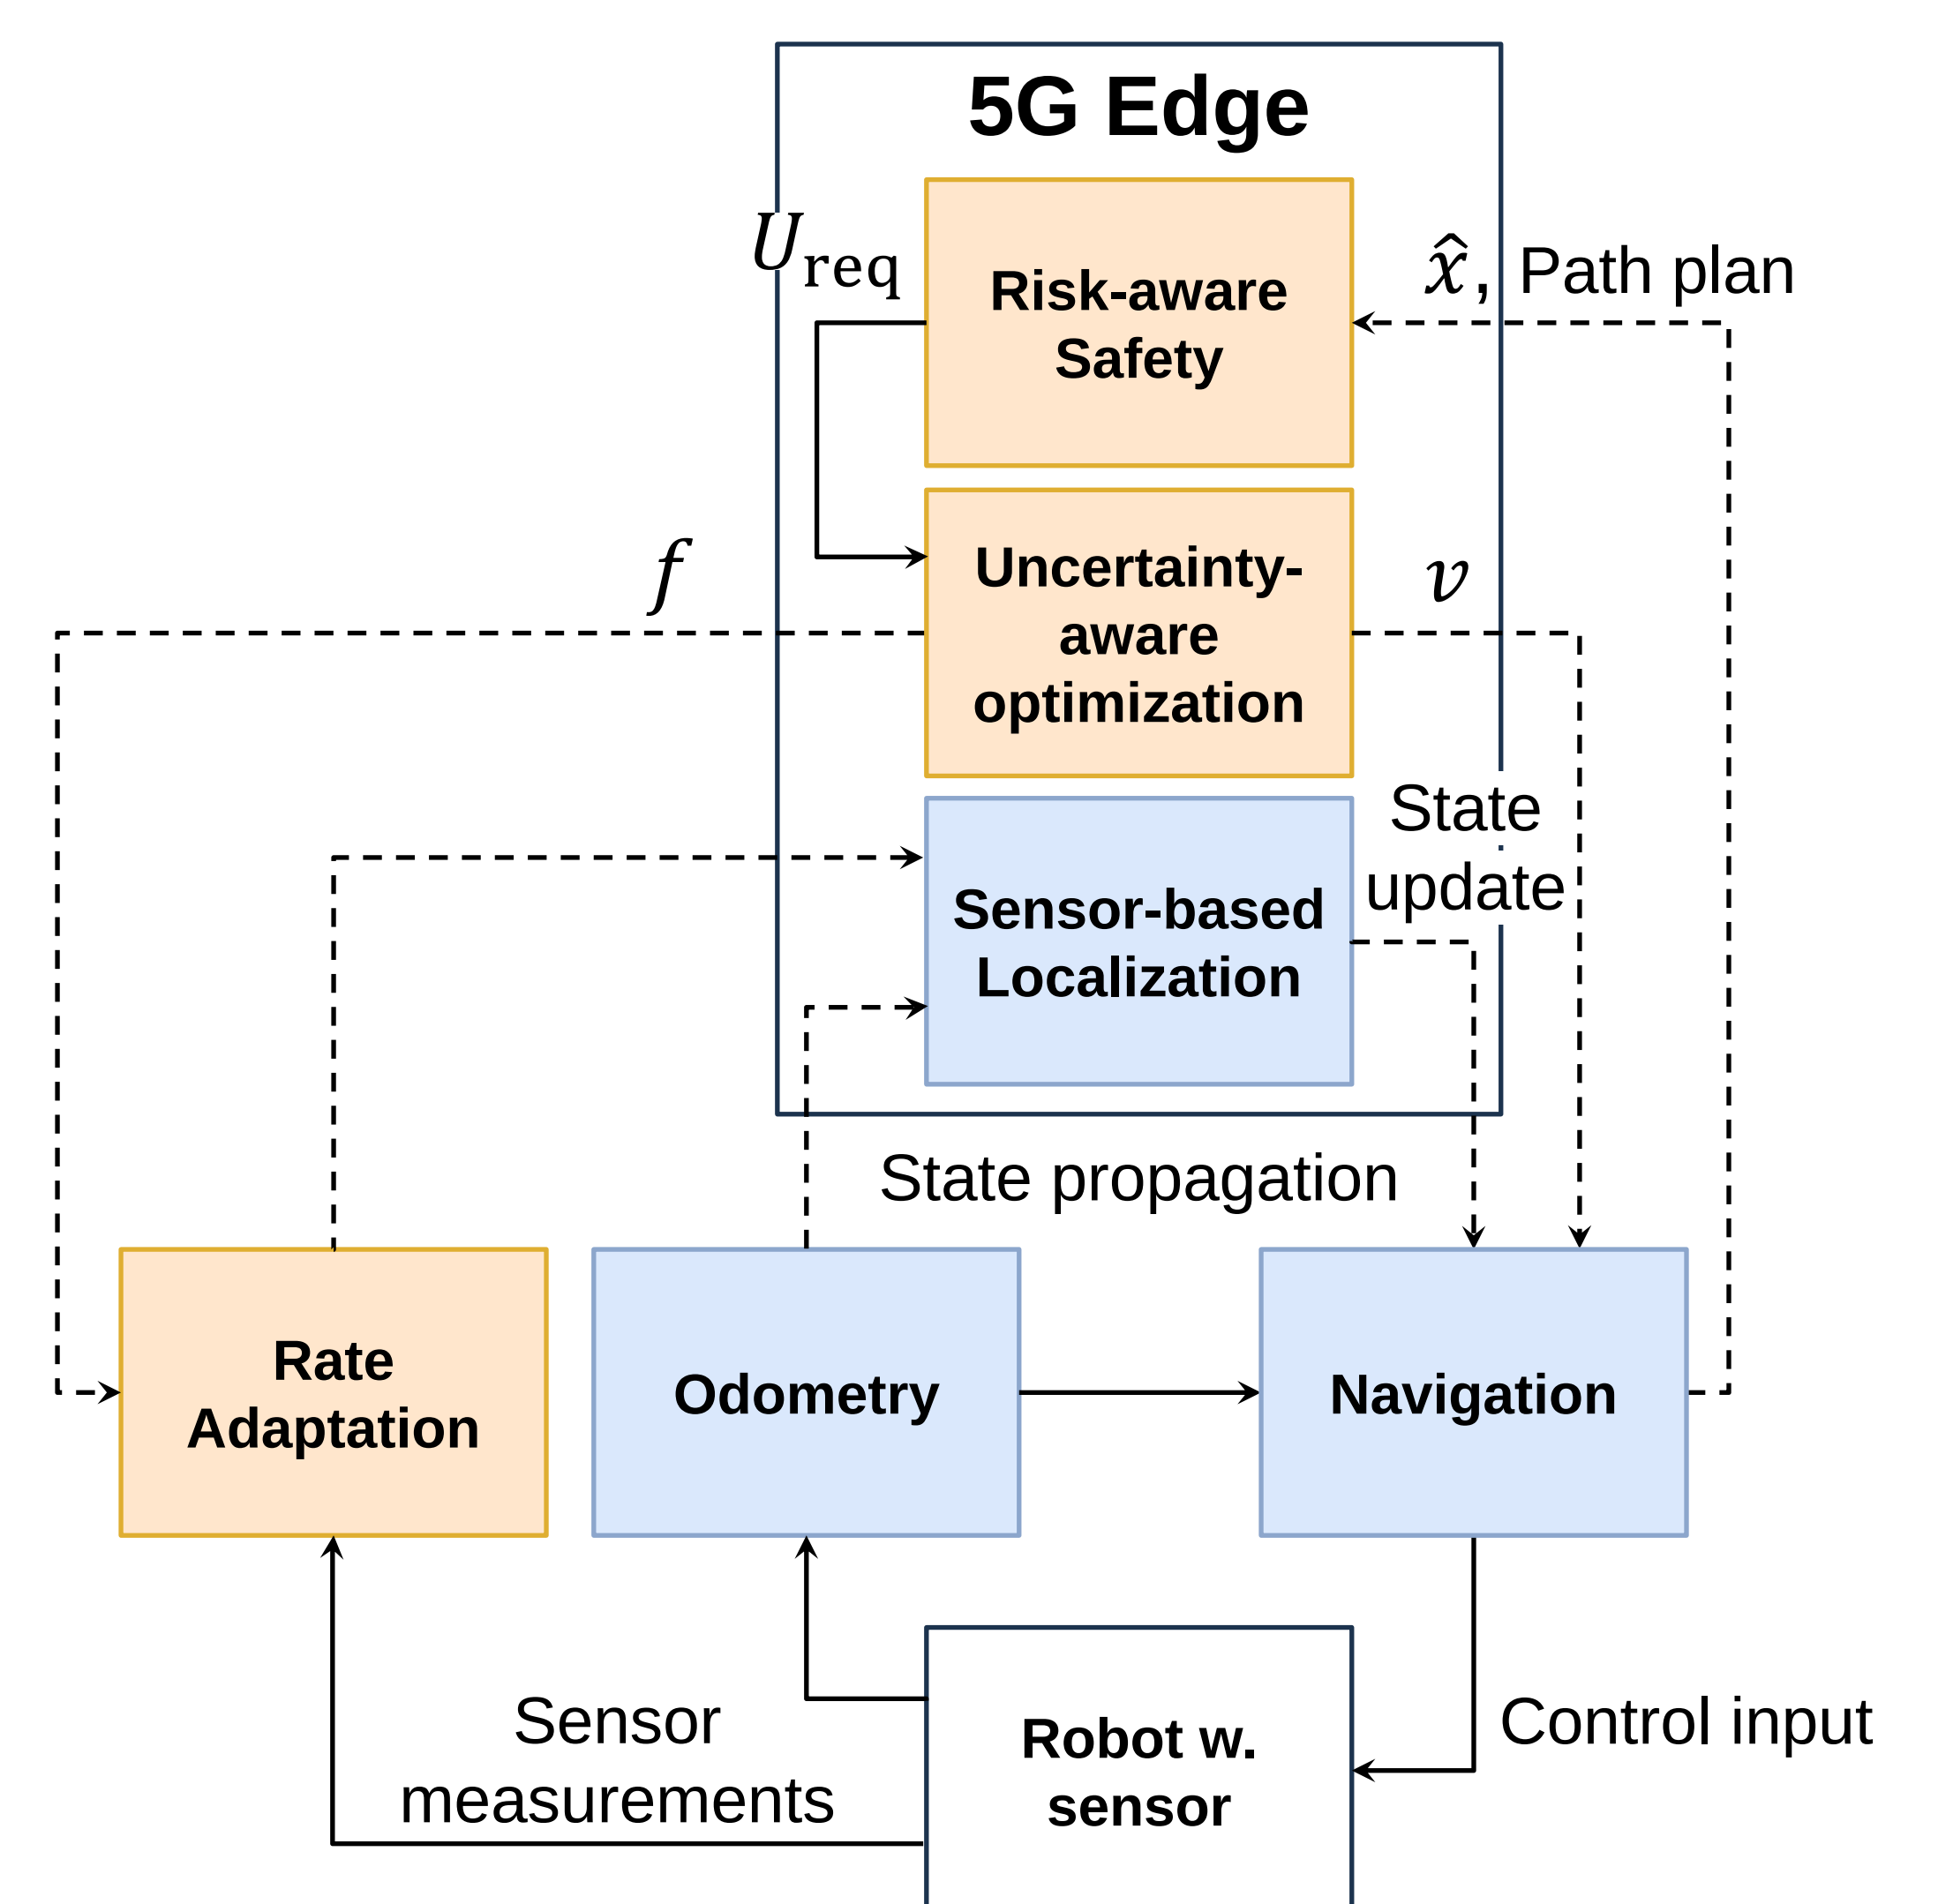 5G Edge
U_req
Risk-aware
Safety
x̂, Path plan
f
Uncertainty-
aware
optimization
v
State
update
Sensor-based
Localization
State propagation
Rate
Adaptation
Odometry
Navigation
Sensor
measurements
Robot w.
sensor
Control input